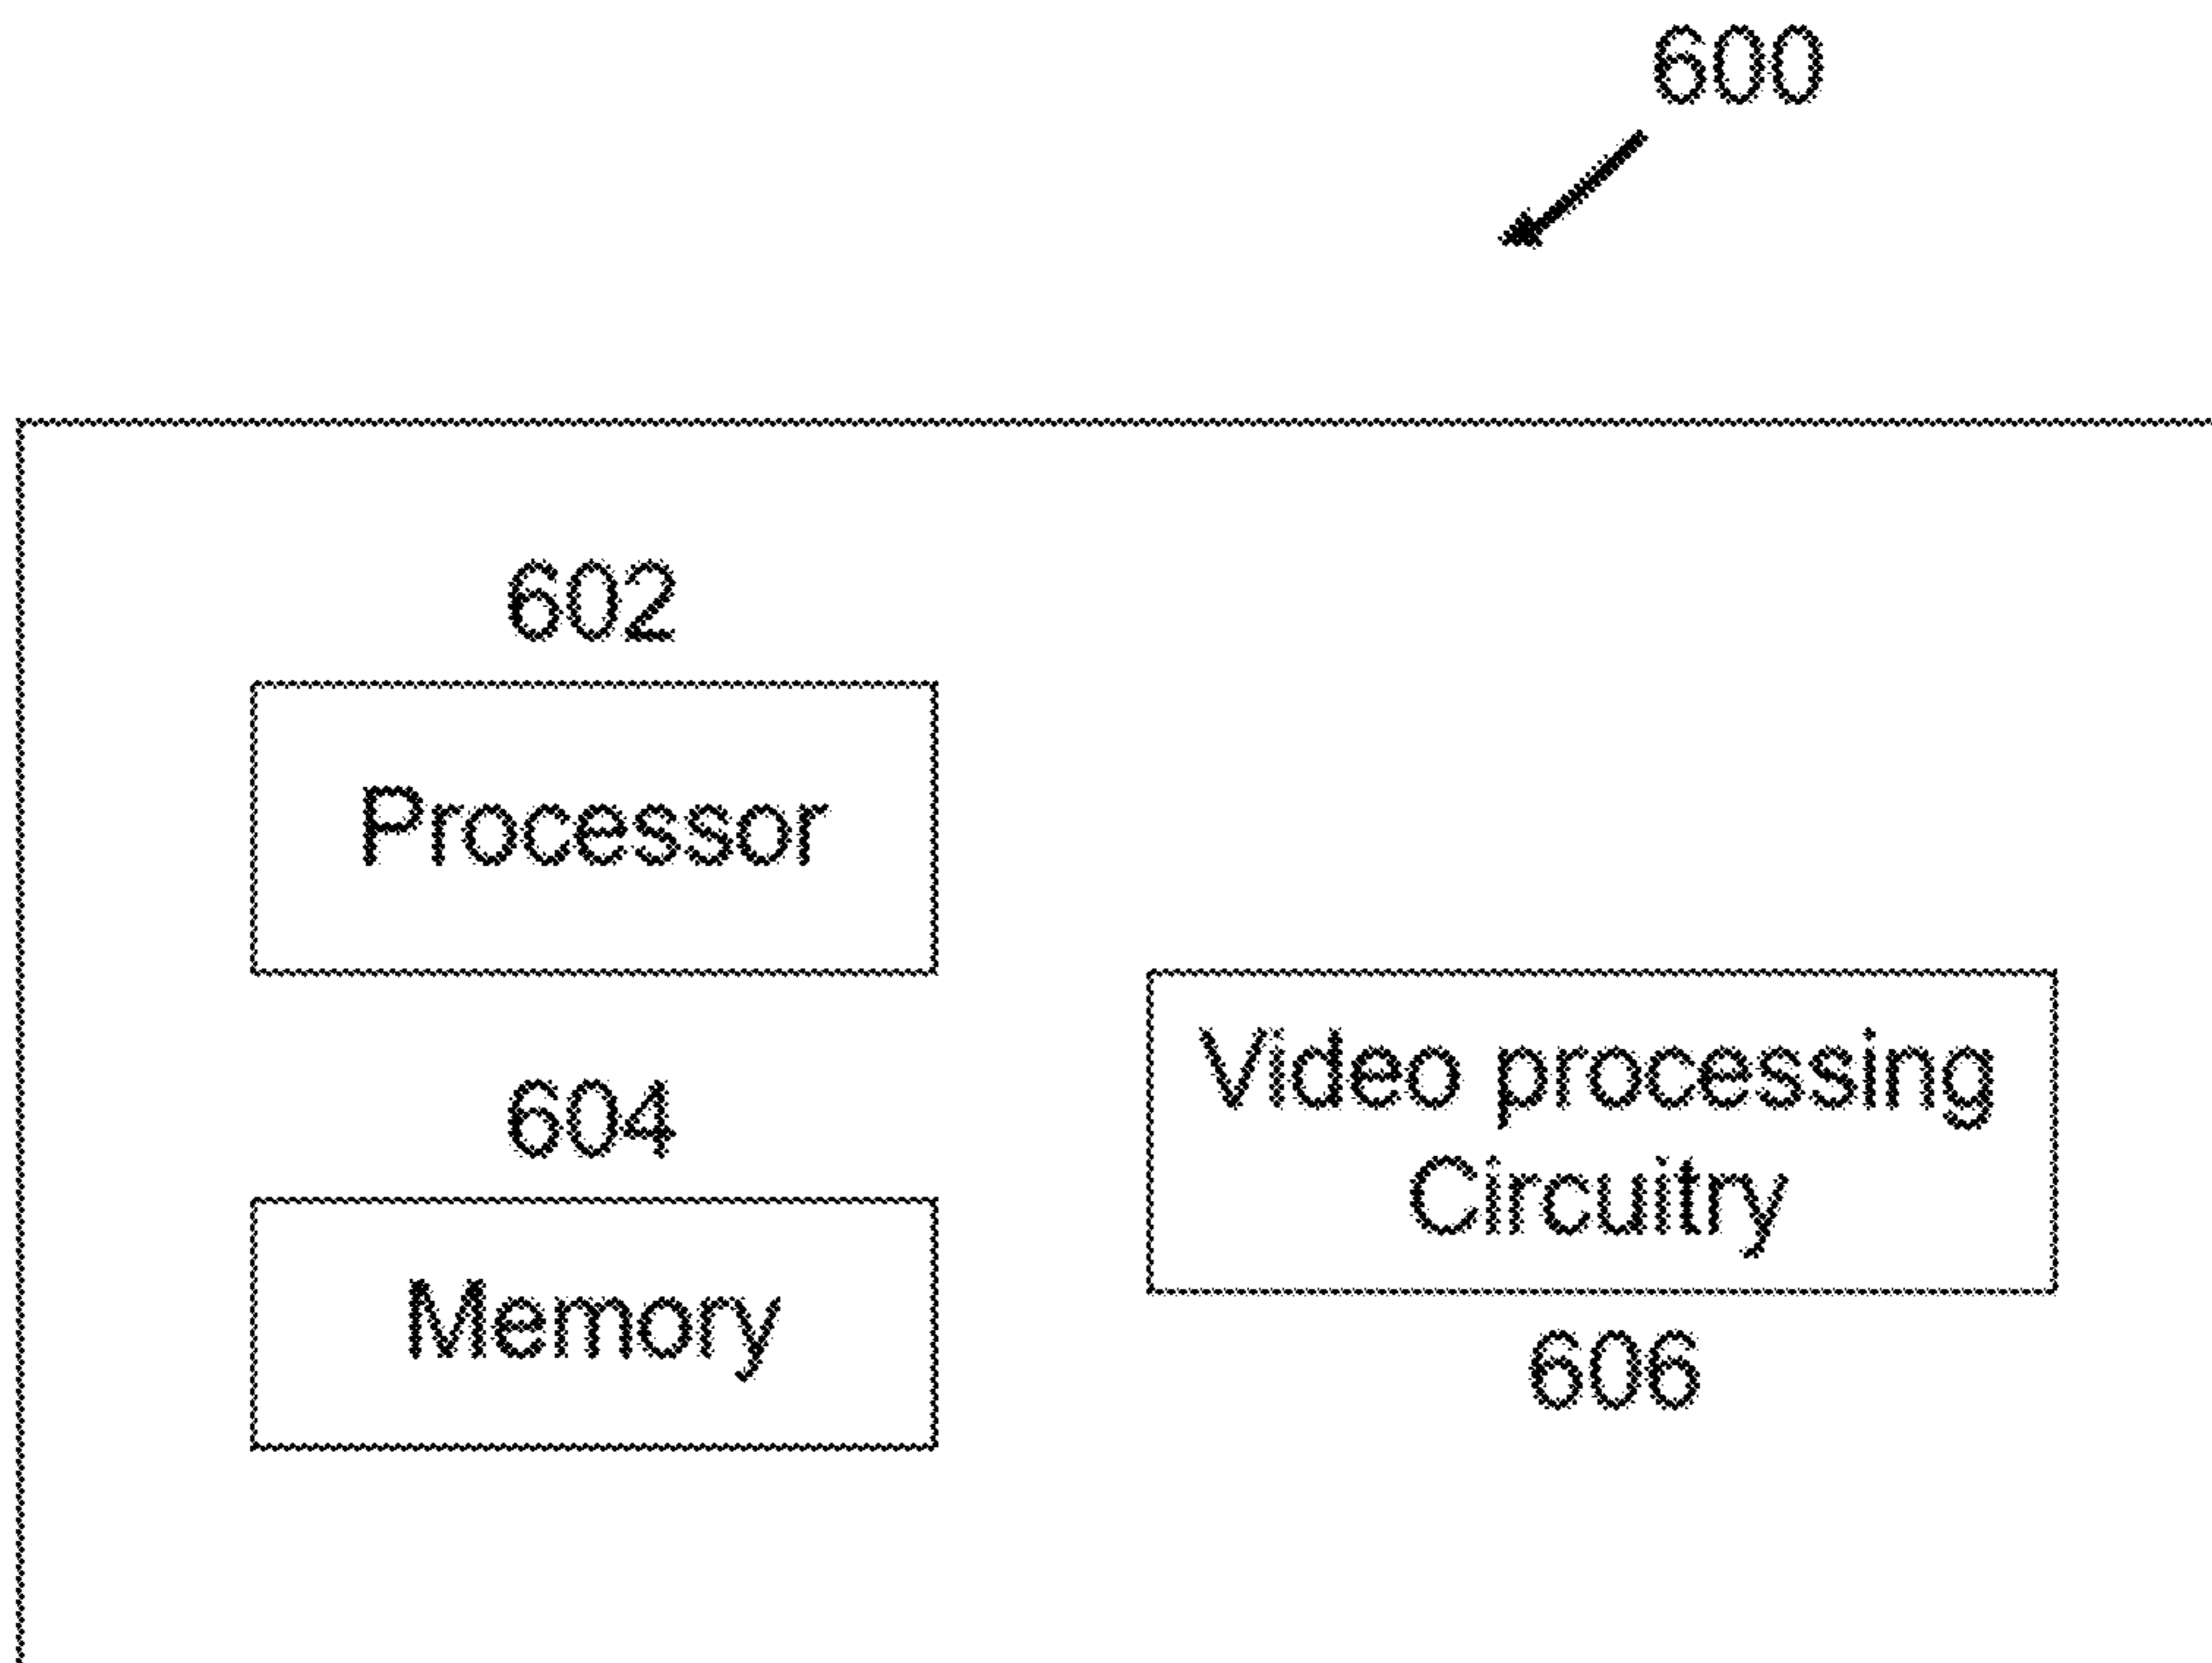 600
602
Processor
604
Memory
Video processing
Circuitry
606